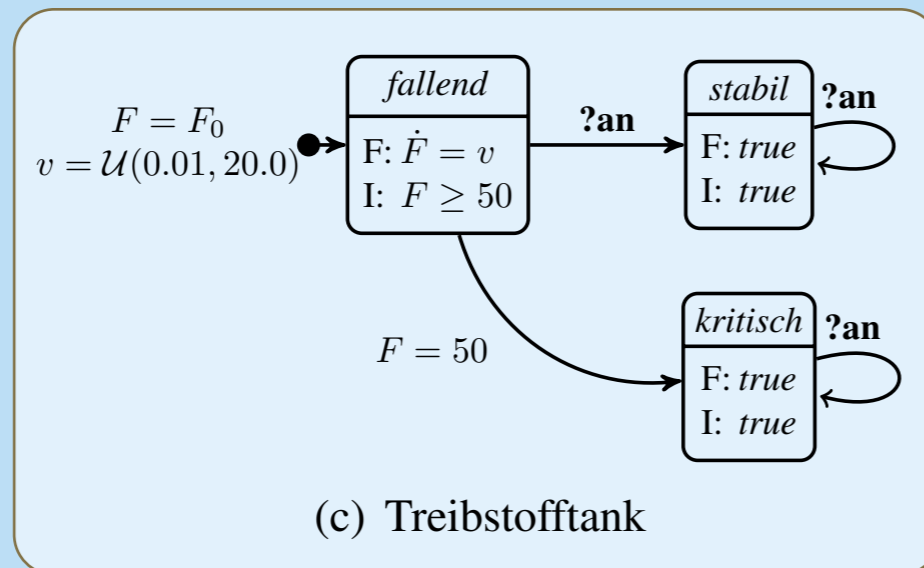 F = F₀
v = 𝒰(0.01, 20.0)
fallend
F: Ḟ = v
I: F ≥ 50
?an
stabil
F: true
I: true
?an
F = 50
kritisch
F: true
I: true
?an
(c) Treibstofftank